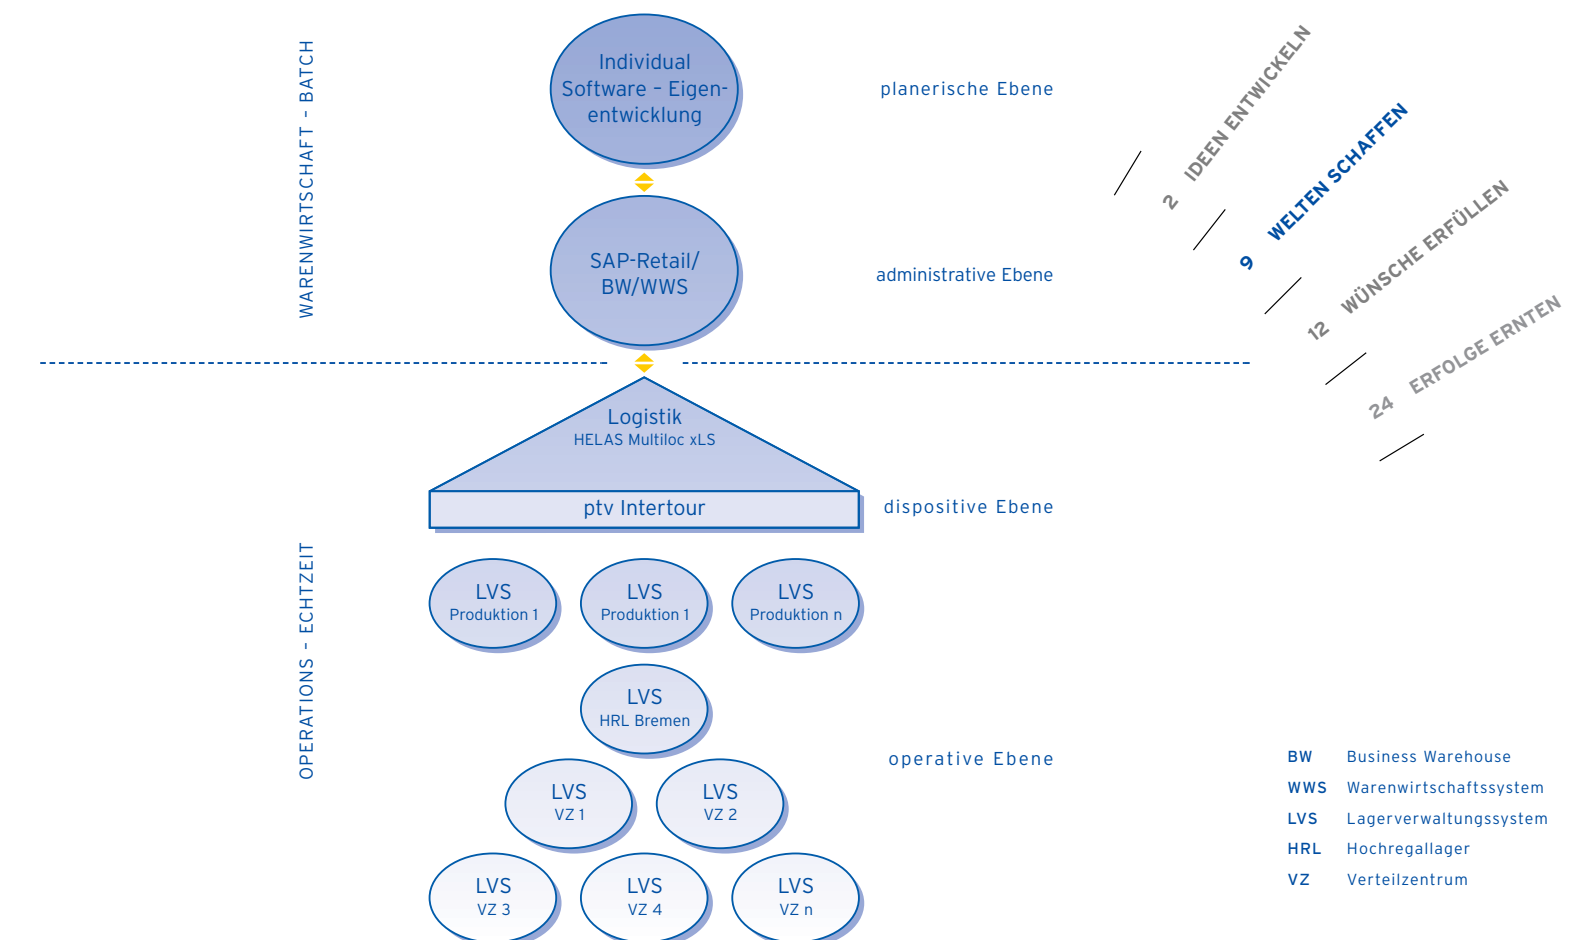 WARENWIRTSCHAFT – BATCH
Individual
Software – Eigen-
entwicklung
planerische Ebene
SAP-Retail/
BW/WWS
administrative Ebene
Logistik
HELAS Multiloc xLS
ptv Intertour
dispositive Ebene
OPERATIONS – ECHTZEIT
LVS
Produktion 1
LVS
Produktion 1
LVS
Produktion n
LVS
HRL Bremen
operative Ebene
LVS
VZ 1
LVS
VZ 2
LVS
VZ 3
LVS
VZ 4
LVS
VZ n
2 IDEEN ENTWICKELN
9 WELTEN SCHAFFEN
12 WÜNSCHE ERFÜLLEN
24 ERFOLGE ERNTEN
BW Business Warehouse
WWS Warenwirtschaftssystem
LVS Lagerverwaltungssystem
HRL Hochregallager
VZ Verteilzentrum